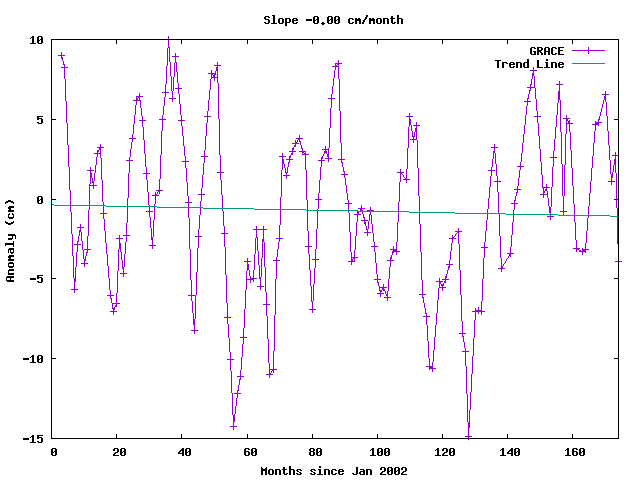 Slope -0.00 cm/month
GRACE
Trend Line
10
5
0
-5
-10
-15
Anomaly (cm)
0 20 40 60 80 100 120 140 160
Months since Jan 2002